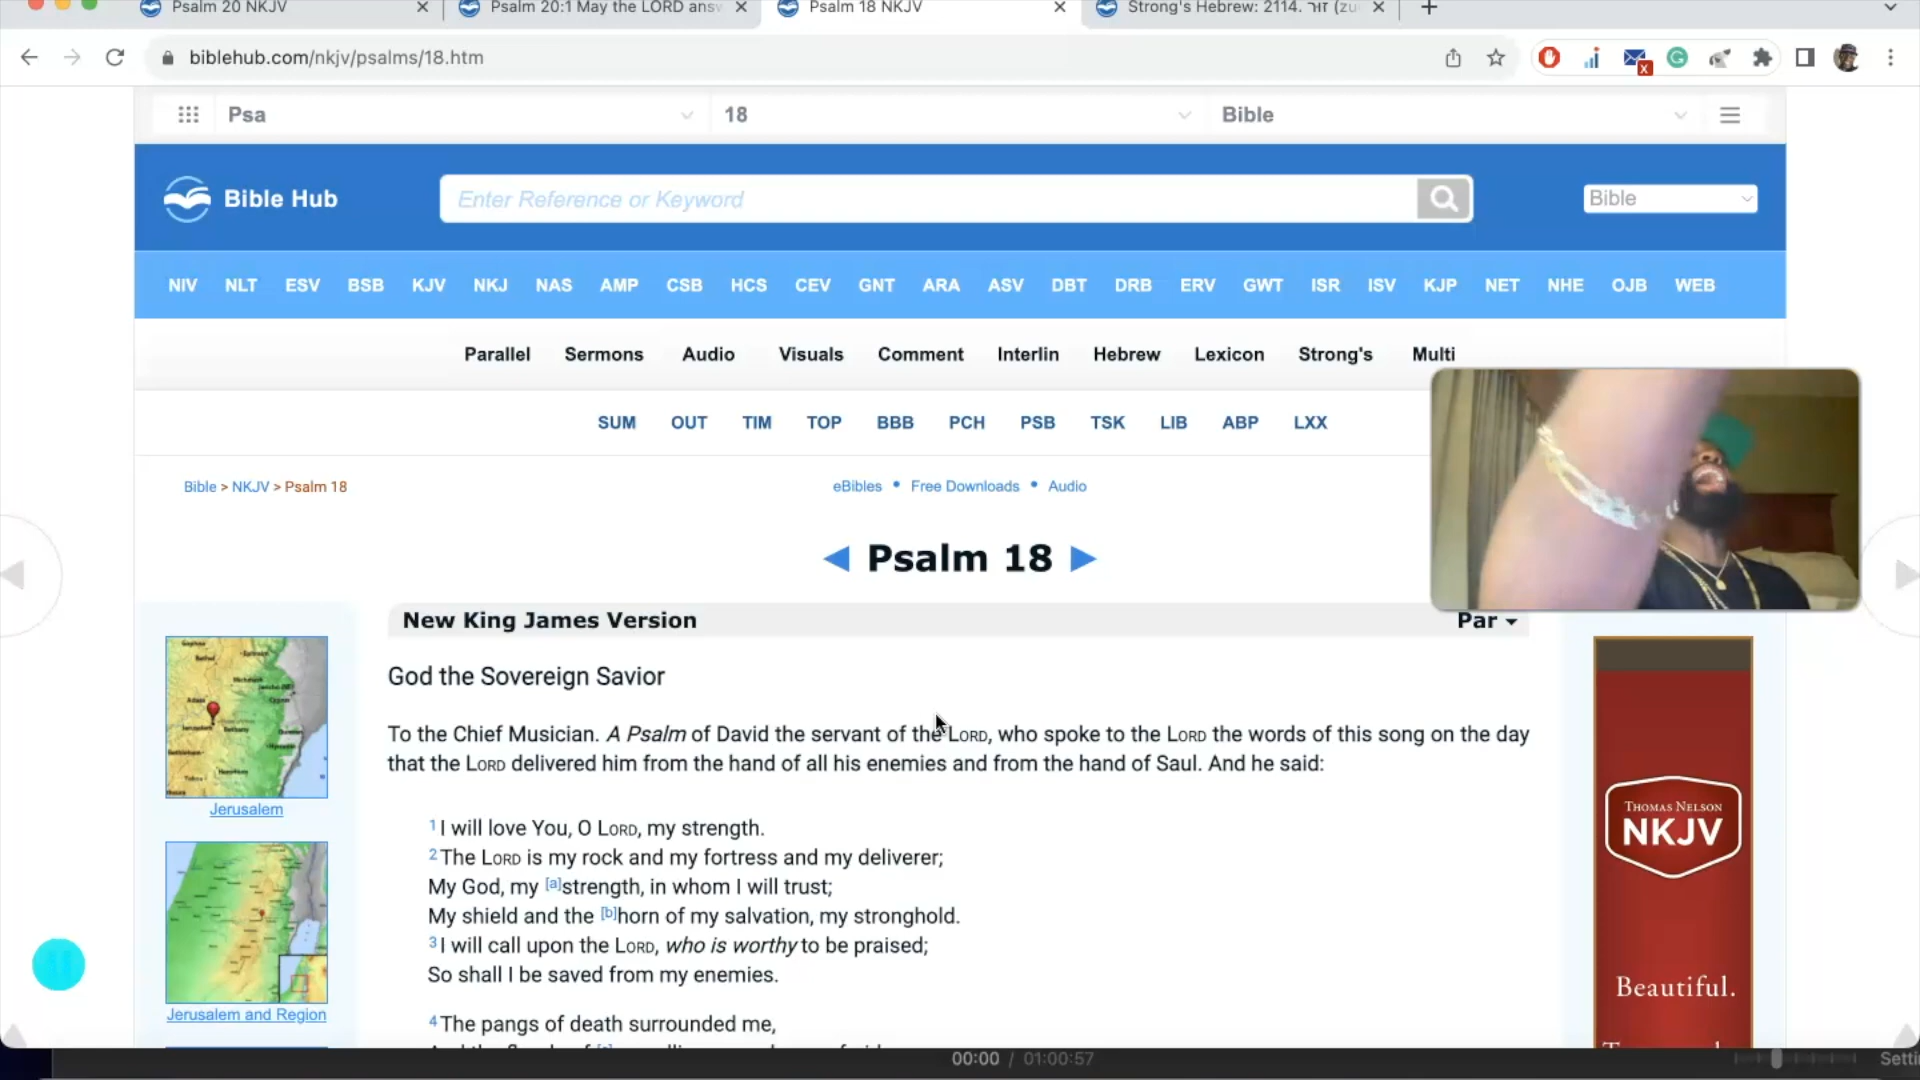 Psalm 20 NKJV
Psalm 20:1 May the LORD answ
Psalm 18 NKJV
Strong's Hebrew: 2114. זוּר (zu
biblehub.com/nkjv/psalms/18.htm
Psa
18
Bible
Bible Hub
Enter Reference or Keyword
Bible
NIV NLT ESV BSB KJV NKJ NAS AMP CSB HCS CEV GNT ARA ASV DBT DRB ERV GWT ISR ISV KJP NET NHE OJB WEB
Parallel Sermons Audio Visuals Comment Interlin Hebrew Lexicon Strong's Multi
SUM OUT TIM TOP BBB PCH PSB TSK LIB ABP LXX
Bible > NKJV > Psalm 18
eBibles • Free Downloads • Audio
◄ Psalm 18 ►
New King James Version
Par
God the Sovereign Savior
To the Chief Musician. A Psalm of David the servant of the LORD, who spoke to the LORD the words of this song on the day
that the LORD delivered him from the hand of all his enemies and from the hand of Saul. And he said:
1 I will love You, O LORD, my strength.
2 The LORD is my rock and my fortress and my deliverer;
My God, my [a]strength, in whom I will trust;
My shield and the [b]horn of my salvation, my stronghold.
3 I will call upon the LORD, who is worthy to be praised;
So shall I be saved from my enemies.
4 The pangs of death surrounded me,
Jerusalem
Jerusalem and Region
THOMAS NELSON
NKJV
Beautiful.
00:00 / 01:00:57
Setti